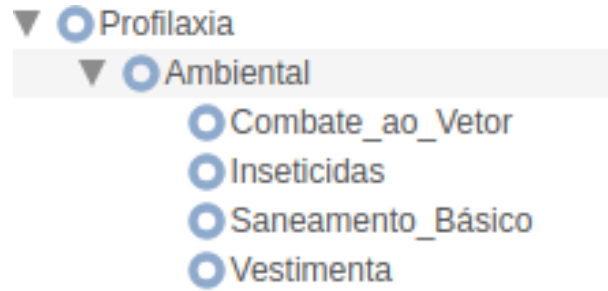 Profilaxia
Ambiental
Combate_ao_Vetor
Inseticidas
Saneamento_Básico
Vestimenta